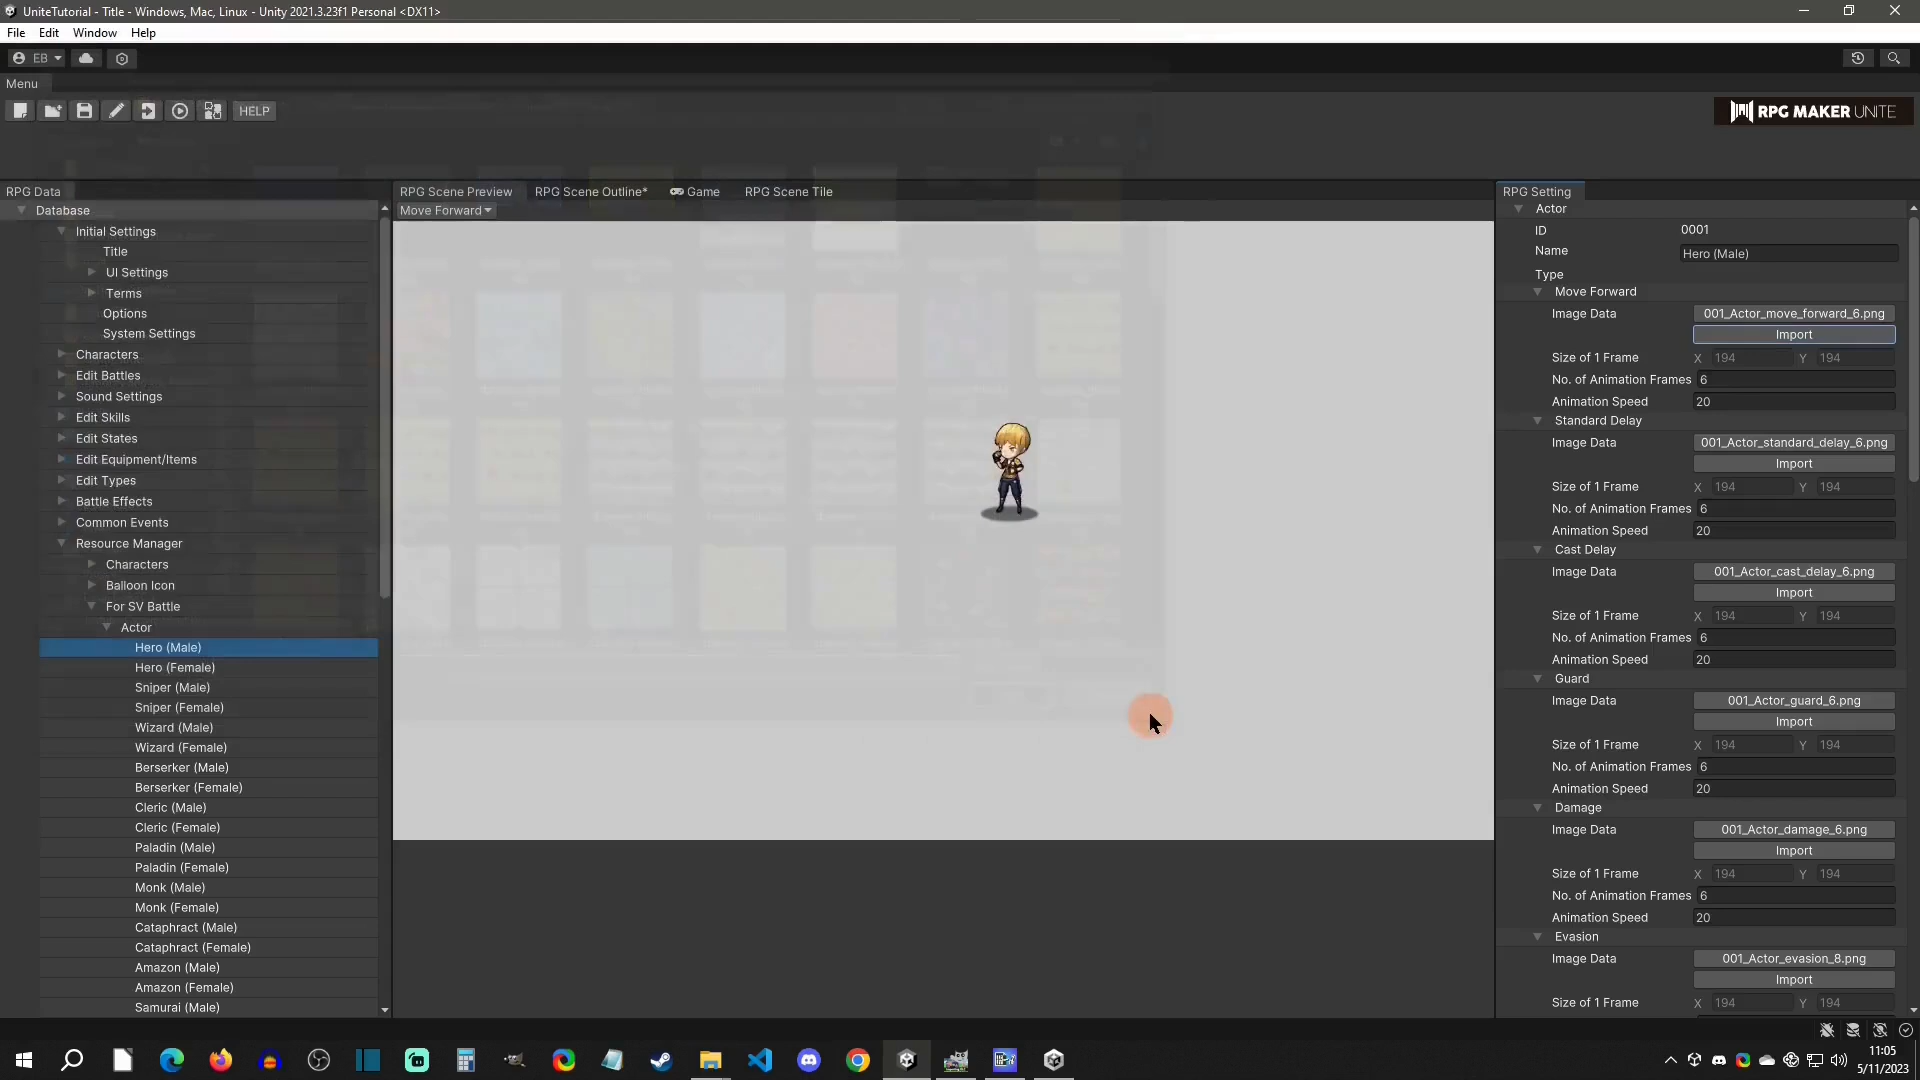 UniteTutorial - Title - Windows, Mac, Linux - Unity 2021.3.23f1 Personal <DX11>
File Edit Window Help
EB
Menu
HELP
RPG MAKER UNITE
RPG Data
Database
Initial Settings
Title
UI Settings
Terms
Options
System Settings
Characters
Edit Battles
Sound Settings
Edit Skills
Edit States
Edit Equipment/Items
Edit Types
Battle Effects
Common Events
Resource Manager
Characters
Balloon Icon
For SV Battle
Actor
Hero (Male)
Hero (Female)
Sniper (Male)
Sniper (Female)
Wizard (Male)
Wizard (Female)
Berserker (Male)
Berserker (Female)
Cleric (Male)
Cleric (Female)
Paladin (Male)
Paladin (Female)
Monk (Male)
Monk (Female)
Cataphract (Male)
Cataphract (Female)
Amazon (Male)
Amazon (Female)
Samurai (Male)
RPG Scene Preview RPG Scene Outline* Game RPG Scene Tile
Move Forward
RPG Setting
Actor
ID 0001
Name Hero (Male)
Type
Move Forward
Image Data 001_Actor_move_forward_6.png
Import
Size of 1 Frame X 194 Y 194
No. of Animation Frames 6
Animation Speed 20
Standard Delay
Image Data 001_Actor_standard_delay_6.png
Import
Size of 1 Frame X 194 Y 194
No. of Animation Frames 6
Animation Speed 20
Cast Delay
Image Data 001_Actor_cast_delay_6.png
Import
Size of 1 Frame X 194 Y 194
No. of Animation Frames 6
Animation Speed 20
Guard
Image Data 001_Actor_guard_6.png
Import
Size of 1 Frame X 194 Y 194
No. of Animation Frames 6
Animation Speed 20
Damage
Image Data 001_Actor_damage_6.png
Import
Size of 1 Frame X 194 Y 194
No. of Animation Frames 6
Animation Speed 20
Evasion
Image Data 001_Actor_evasion_8.png
Import
Size of 1 Frame X 194 Y 194
11:05
5/11/2023